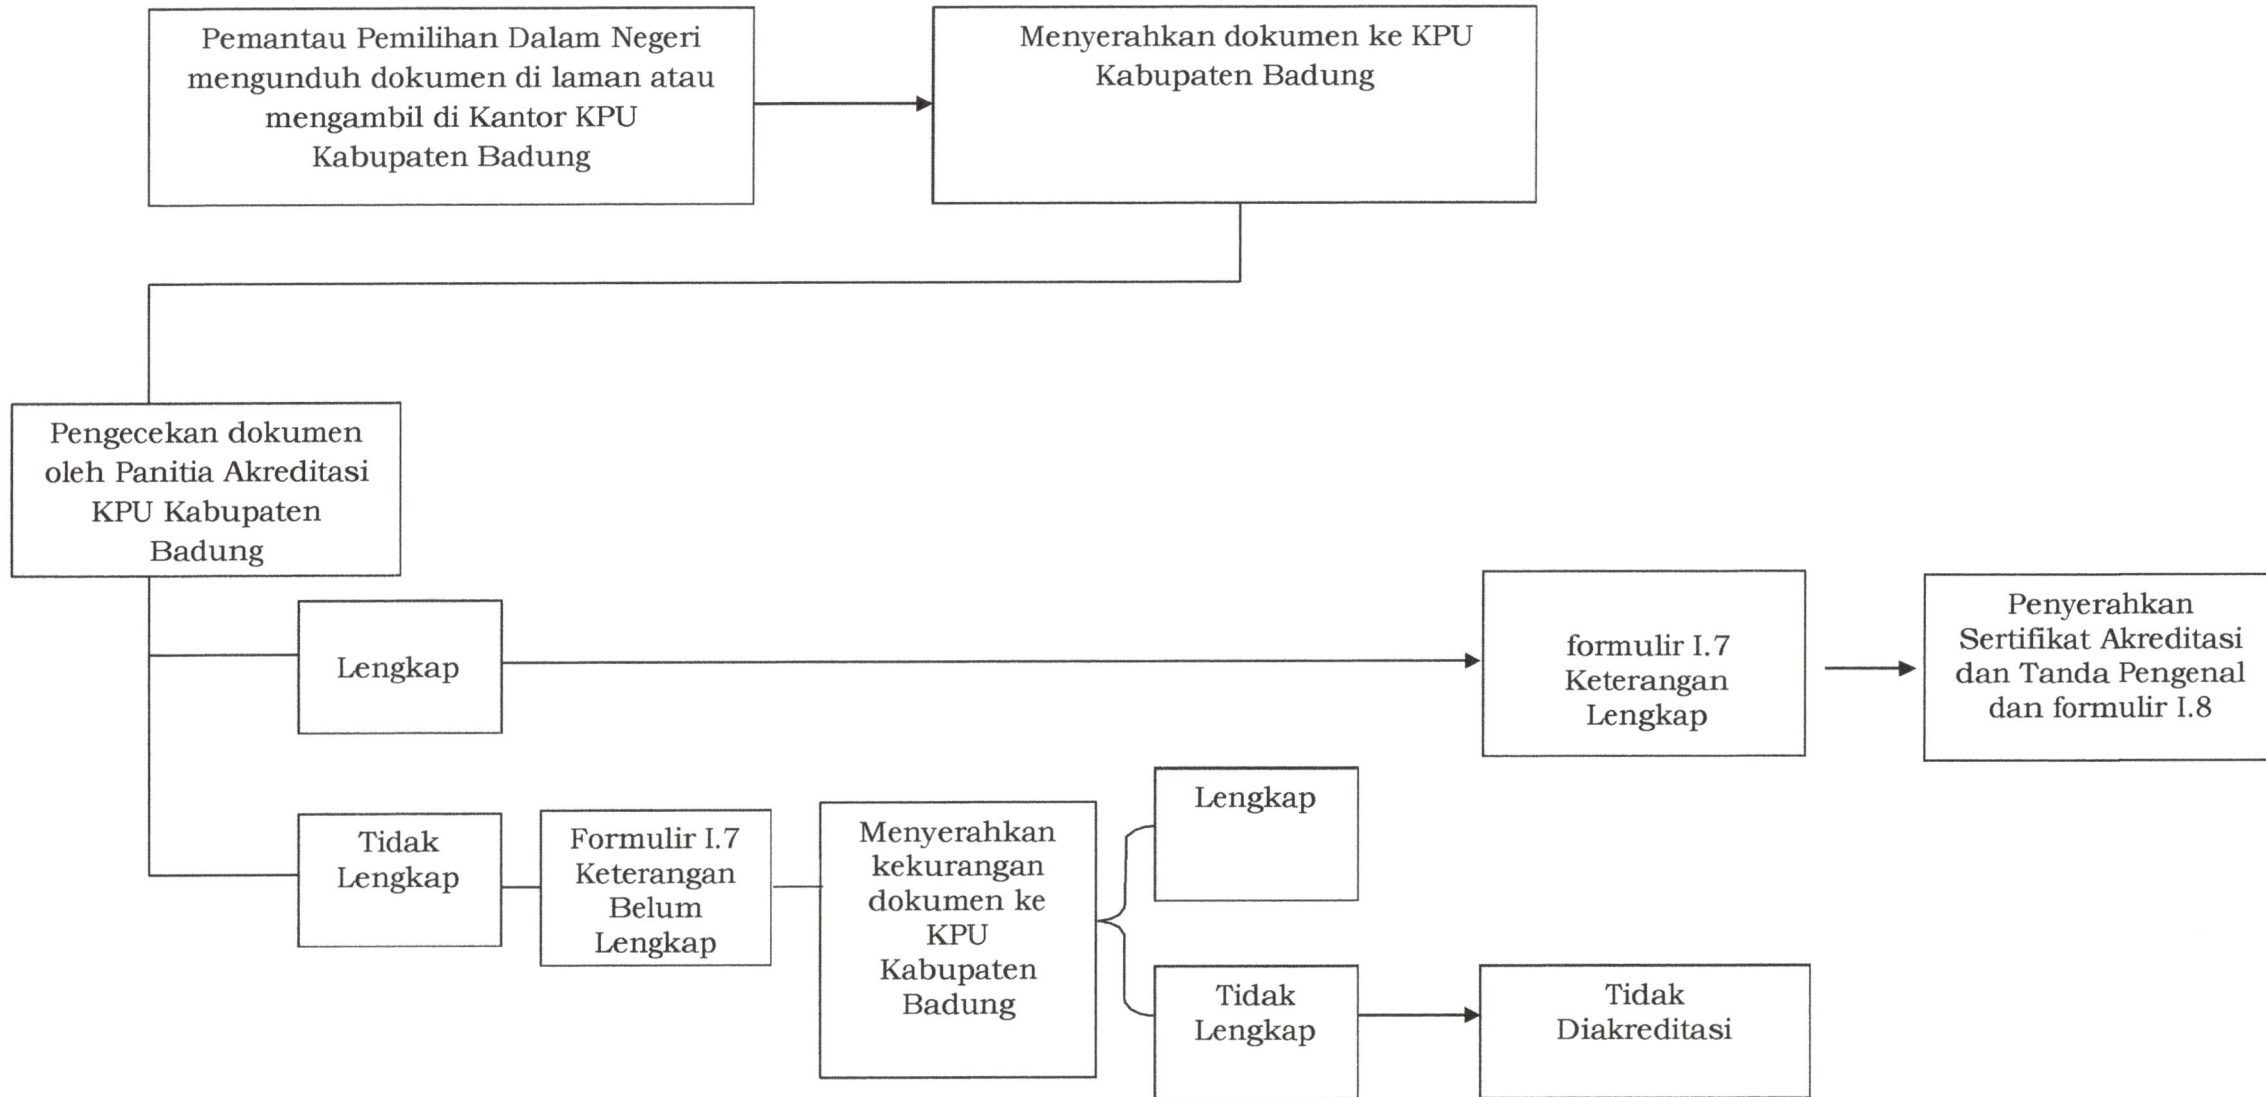 Pemantau Pemilihan Dalam Negeri
mengunduh dokumen di laman atau
mengambil di Kantor KPU
Kabupaten Badung
Menyerahkan dokumen ke KPU
Kabupaten Badung
Pengecekan dokumen
oleh Panitia Akreditasi
KPU Kabupaten
Badung
Lengkap
formulir I.7
Keterangan
Lengkap
Penyerahkan
Sertifikat Akreditasi
dan Tanda Pengenal
dan formulir I.8
Tidak
Lengkap
Formulir I.7
Keterangan
Belum
Lengkap
Menyerahkan
kekurangan
dokumen ke
KPU
Kabupaten
Badung
Lengkap
Tidak
Lengkap
Tidak
Diakreditasi